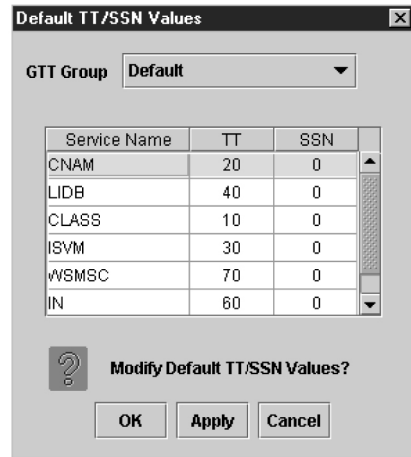 Default TT/SSN Values
GTT Group Default
Service Name TT SSN
CNAM 20 0
LIDB 40 0
CLASS 10 0
ISVM 30 0
WSMSC 70 0
IN 60 0
Modify Default TT/SSN Values?
OK Apply Cancel